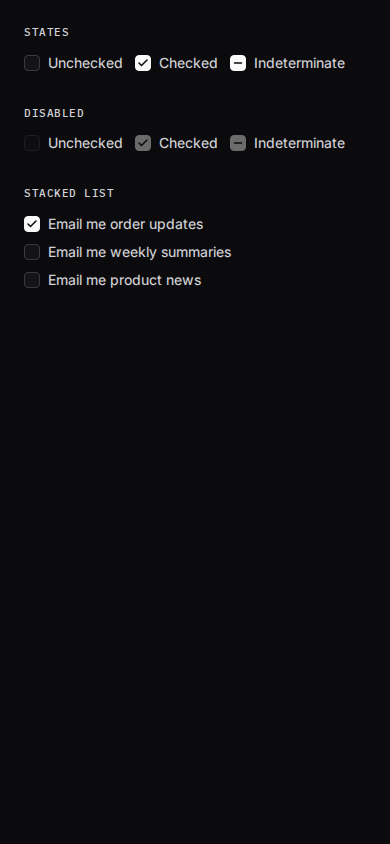 STATES
Unchecked Checked Indeterminate
DISABLED
Unchecked Checked Indeterminate
STACKED LIST
Email me order updates
Email me weekly summaries
Email me product news